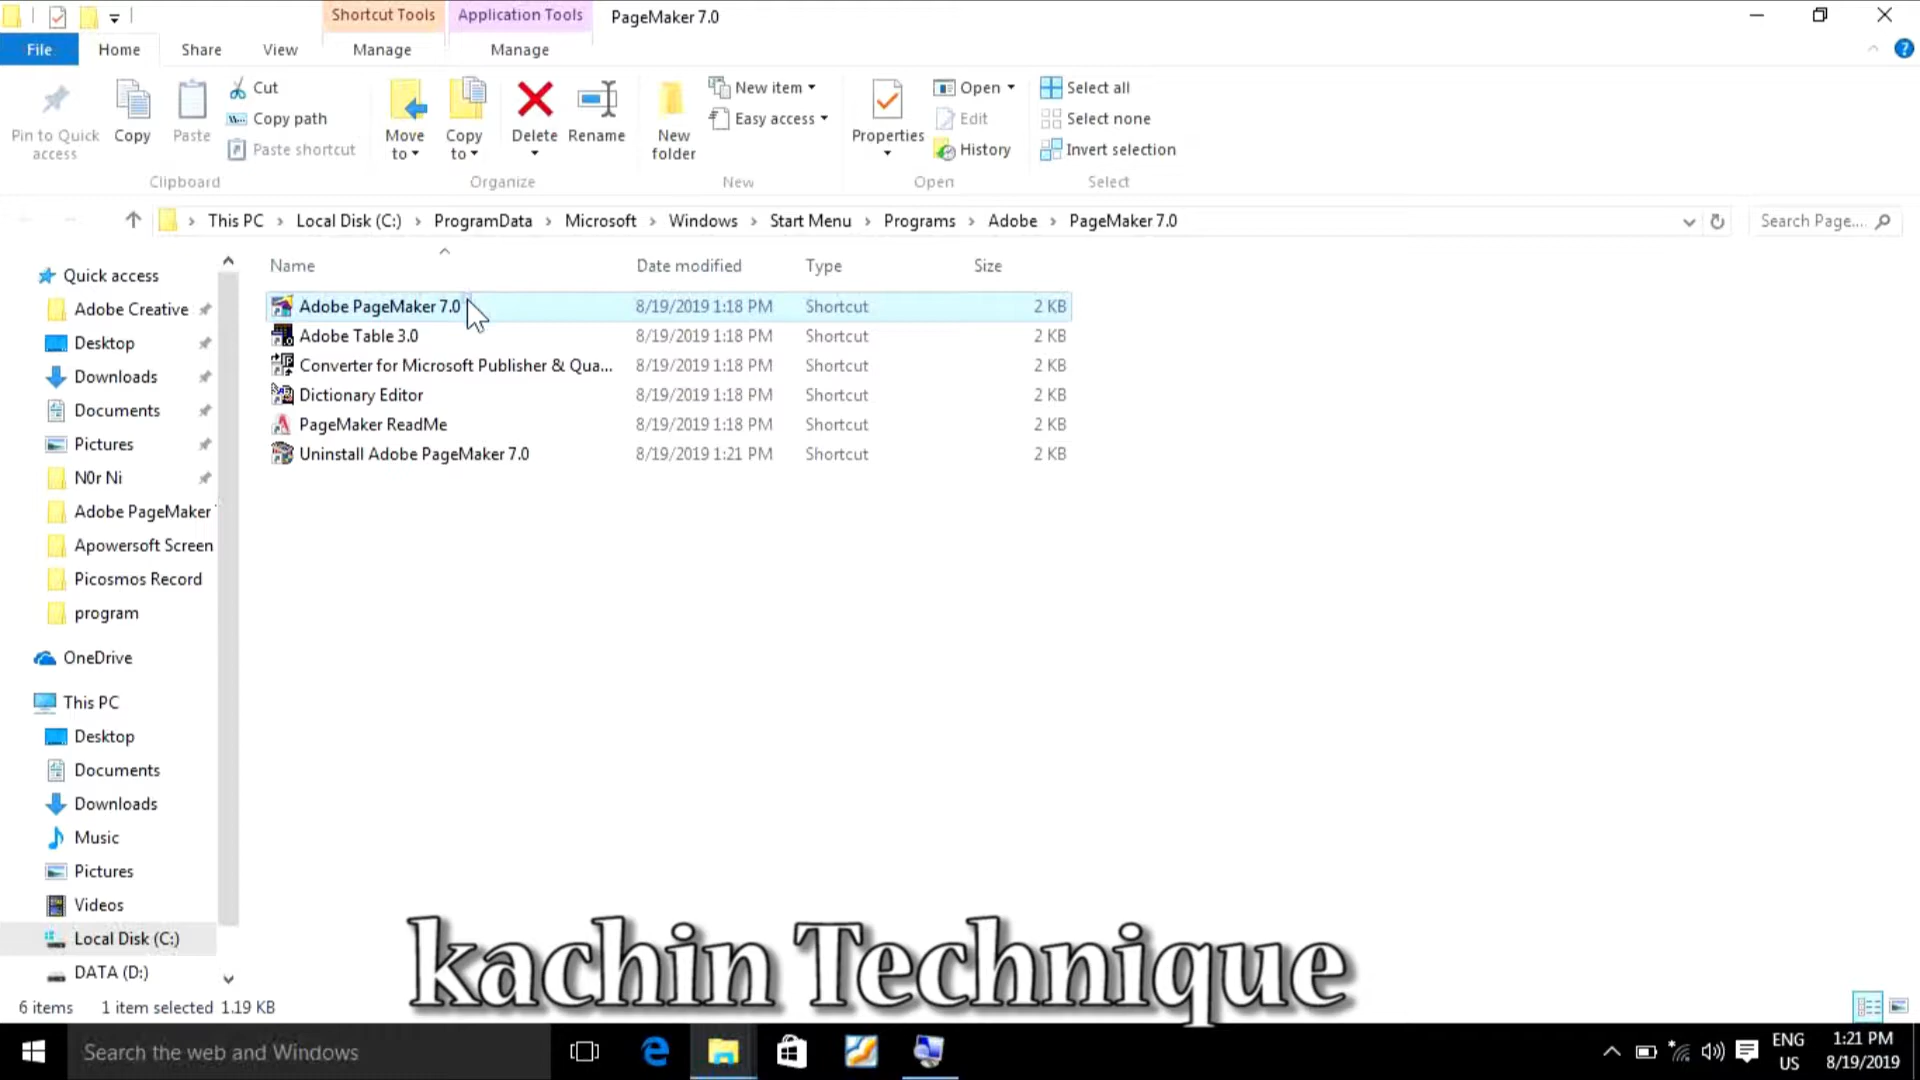 Shortcut Tools Application Tools PageMaker 7.0
File Home Share View Manage Manage
Pin to Quick access
Copy
Paste
Cut
Copy path
Paste shortcut
Clipboard
Move to
Copy to
Delete
Rename
Organize
New folder
New item
Easy access
New
Properties
Open
Edit
History
Open
Select all
Select none
Invert selection
Select
This PC > Local Disk (C:) > ProgramData > Microsoft > Windows > Start Menu > Programs > Adobe > PageMaker 7.0
Search Page....
Name Date modified Type Size
Adobe PageMaker 7.0 8/19/2019 1:18 PM Shortcut 2 KB
Adobe Table 3.0 8/19/2019 1:18 PM Shortcut 2 KB
Converter for Microsoft Publisher & Qua... 8/19/2019 1:18 PM Shortcut 2 KB
Dictionary Editor 8/19/2019 1:18 PM Shortcut 2 KB
PageMaker ReadMe 8/19/2019 1:18 PM Shortcut 2 KB
Uninstall Adobe PageMaker 7.0 8/19/2019 1:21 PM Shortcut 2 KB
Quick access
Adobe Creative
Desktop
Downloads
Documents
Pictures
N0r Ni
Adobe PageMaker
Apowersoft Screen
Picosmos Record
program
OneDrive
This PC
Desktop
Documents
Downloads
Music
Pictures
Videos
Local Disk (C:)
DATA (D:)
6 items 1 item selected 1.19 KB
kachin Technique
Search the web and Windows
ENG
US
1:21 PM
8/19/2019